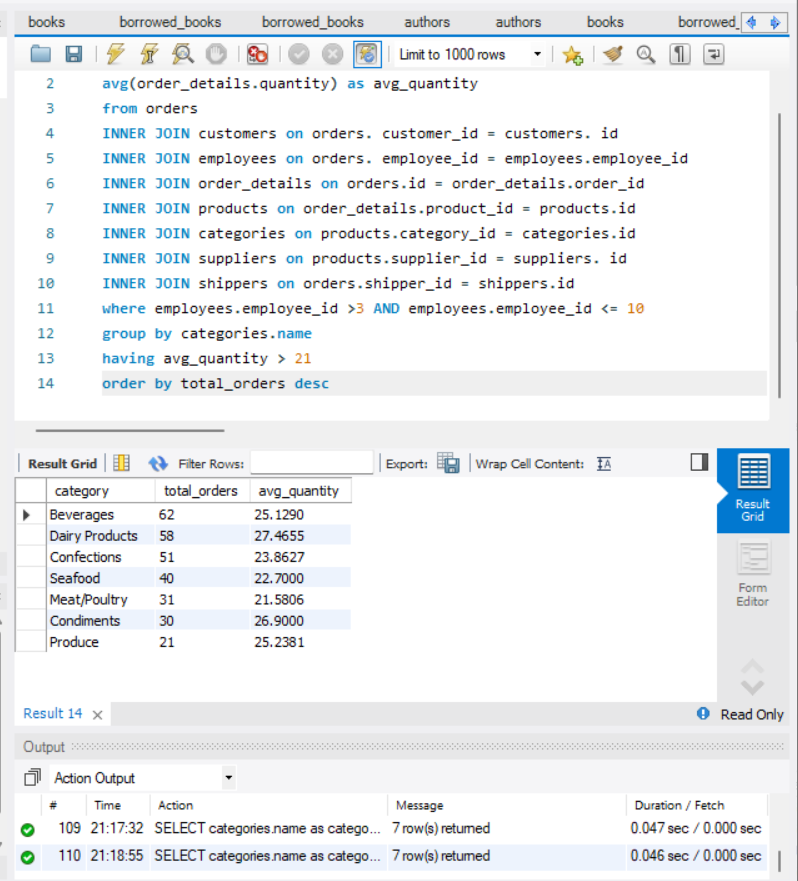 books borrowed_books borrowed_books authors authors books borrowed_
Limit to 1000 rows
2 avg(order_details.quantity) as avg_quantity
3 from orders
4 INNER JOIN customers on orders. customer_id = customers. id
5 INNER JOIN employees on orders. employee_id = employees.employee_id
6 INNER JOIN order_details on orders.id = order_details.order_id
7 INNER JOIN products on order_details.product_id = products.id
8 INNER JOIN categories on products.category_id = categories.id
9 INNER JOIN suppliers on products.supplier_id = suppliers. id
10 INNER JOIN shippers on orders.shipper_id = shippers.id
11 where employees.employee_id >3 AND employees.employee_id <= 10
12 group by categories.name
13 having avg_quantity > 21
14 order by total_orders desc
Result Grid Filter Rows: Export: Wrap Cell Content: IA
category total_orders avg_quantity
Beverages 62 25.1290
Dairy Products 58 27.4655
Confections 51 23.8627
Seafood 40 22.7000
Meat/Poultry 31 21.5806
Condiments 30 26.9000
Produce 21 25.2381
Result
Grid
Form
Editor
Result 14 Read Only
Output
Action Output
# Time Action Message Duration / Fetch
109 21:17:32 SELECT categories.name as catego... 7 row(s) returned 0.047 sec / 0.000 sec
110 21:18:55 SELECT categories.name as catego... 7 row(s) returned 0.046 sec / 0.000 sec